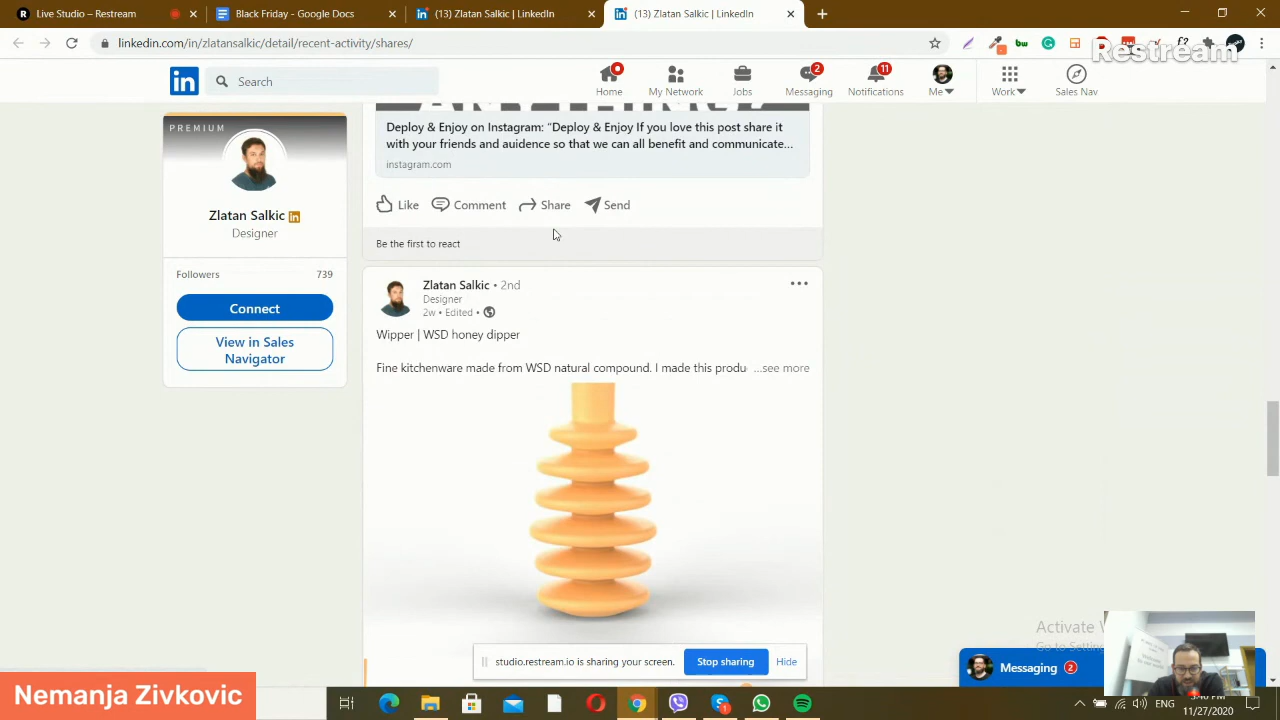 Live Studio – Restream
Black Friday - Google Docs
(13) Zlatan Salkic | LinkedIn
(13) Zlatan Salkic | LinkedIn
linkedin.com/in/zlatansalkic/detail/recent-activity/shares/
Restream
Search
Home
My Network
Jobs
2
Messaging
11
Notifications
Me
Work
Sales Nav
PREMIUM
Zlatan Salkic
Designer
Followers 739
Connect
View in Sales
Navigator
Deploy & Enjoy on Instagram: “Deploy & Enjoy If you love this post share it
with your friends and auidence so that we can all benefit and communicate...
instagram.com
Like Comment Share Send
Be the first to react
Zlatan Salkic • 2nd
Designer
2w • Edited •
Wipper | WSD honey dipper
Fine kitchenware made from WSD natural compound. I made this produ ...see more
studio.restream.io is sharing your screen.
Stop sharing
Hide
Activate
Messaging 2
Nemanja Zivkovic
ENG
11/27/2020